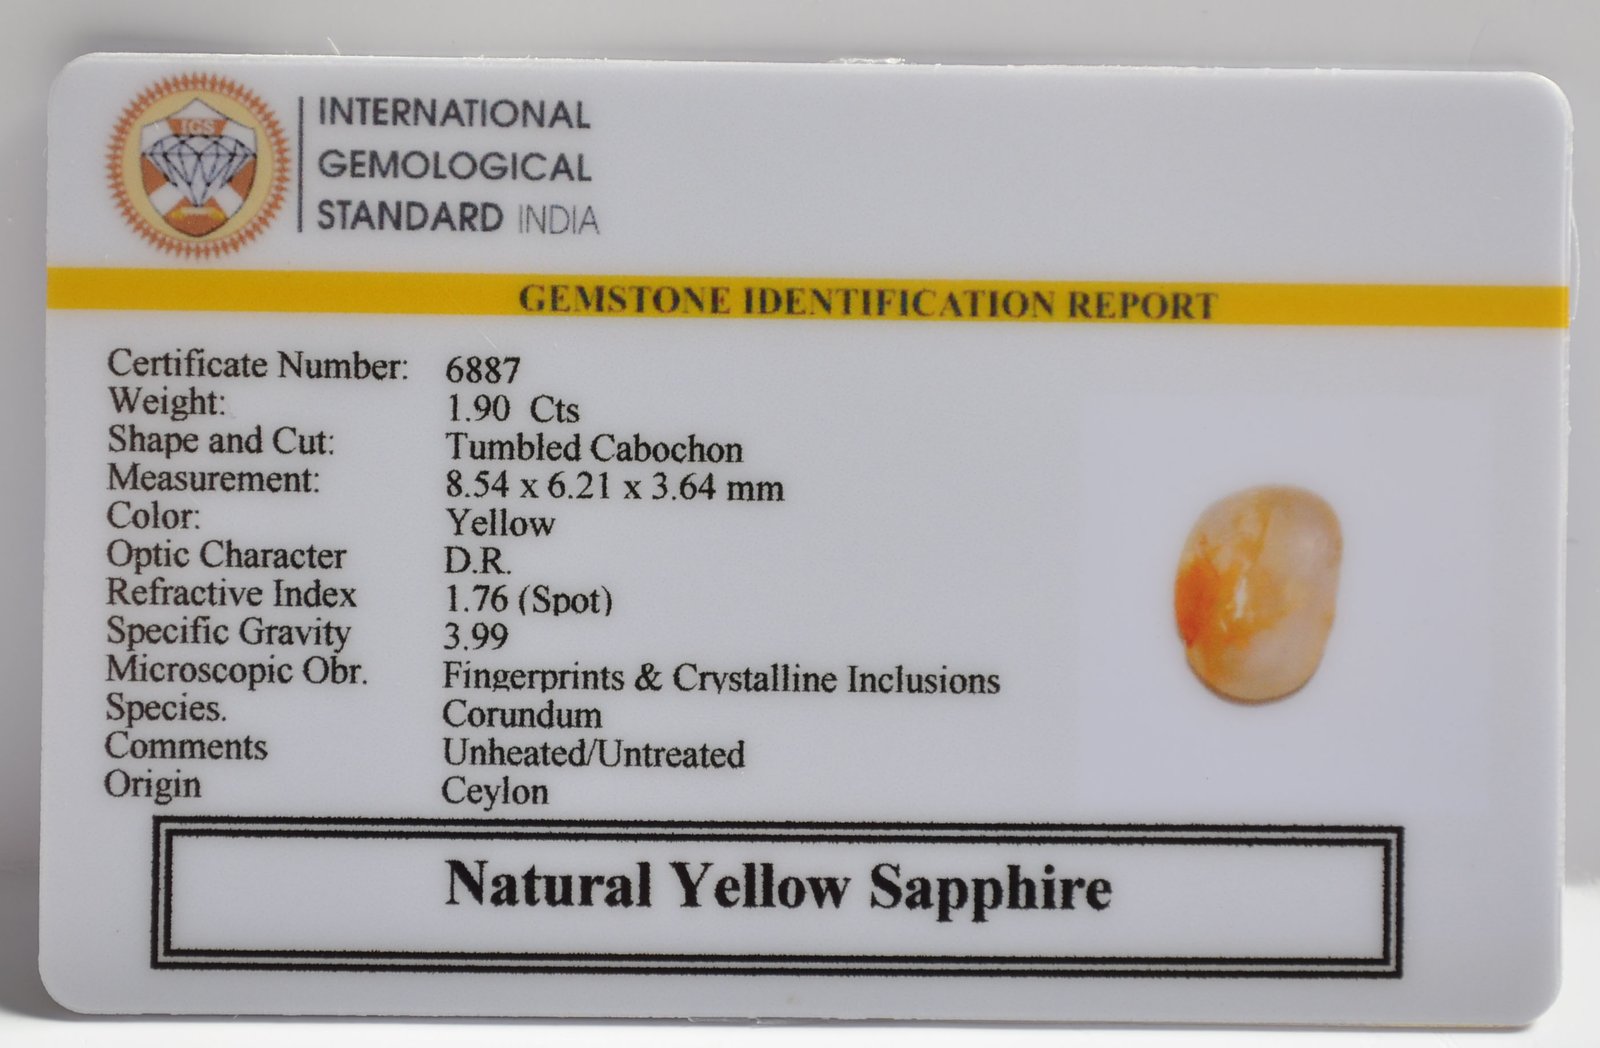 IGS
INTERNATIONAL
GEMOLOGICAL
STANDARD INDIA
GEMSTONE IDENTIFICATION REPORT
Certificate Number: 6887
Weight: 1.90 Cts
Shape and Cut: Tumbled Cabochon
Measurement: 8.54 x 6.21 x 3.64 mm
Color: Yellow
Optic Character D.R.
Refractive Index 1.76 (Spot)
Specific Gravity 3.99
Microscopic Obr. Fingerprints & Crystalline Inclusions
Species. Corundum
Comments Unheated/Untreated
Origin Ceylon
Natural Yellow Sapphire